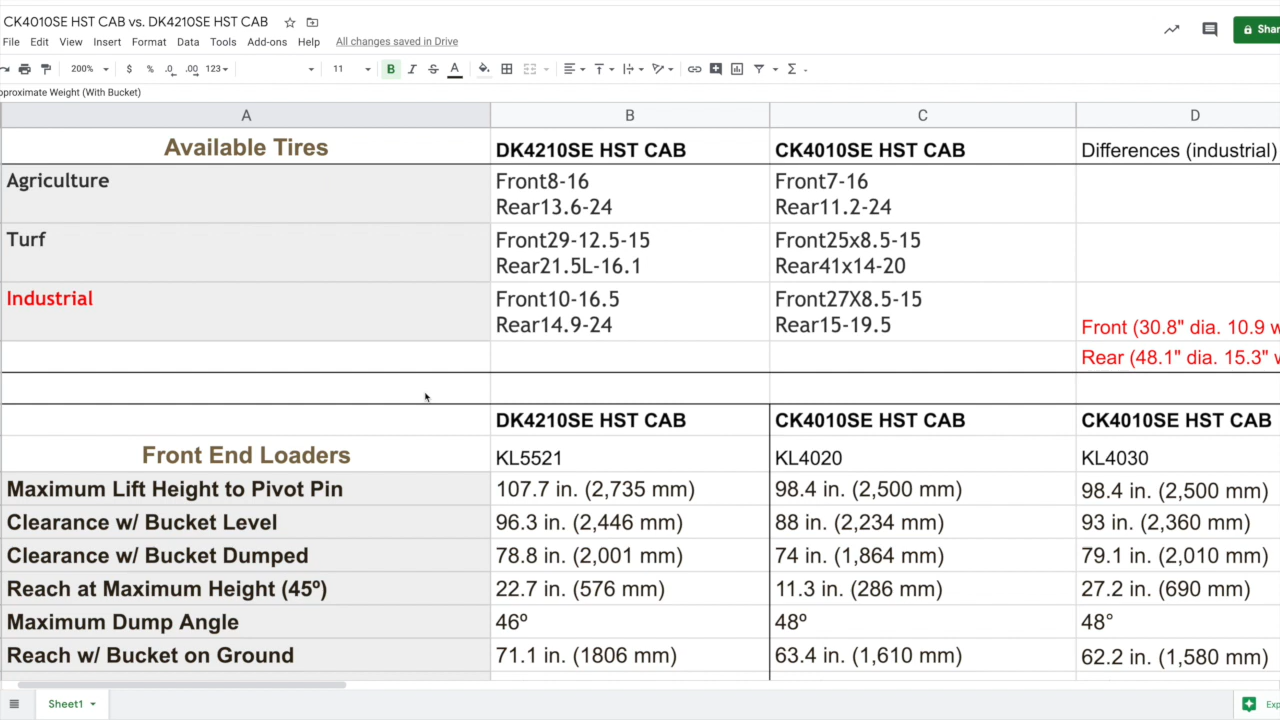 CK4010SE HST CAB vs. DK4210SE HST CAB
File Edit View Insert Format Data Tools Add-ons Help All changes saved in Drive
200% $ % .0 .00 123 11 B I S A Σ
pproximate Weight (With Bucket)
A B C D
Available Tires DK4210SE HST CAB CK4010SE HST CAB Differences (industrial)
Agriculture Front8-16 Front7-16
Rear13.6-24 Rear11.2-24
Turf Front29-12.5-15 Front25x8.5-15
Rear21.5L-16.1 Rear41x14-20
Industrial Front10-16.5 Front27X8.5-15
Rear14.9-24 Rear15-19.5 Front (30.8" dia. 10.9 w
Rear (48.1" dia. 15.3" w
DK4210SE HST CAB CK4010SE HST CAB CK4010SE HST CAB
Front End Loaders KL5521 KL4020 KL4030
Maximum Lift Height to Pivot Pin 107.7 in. (2,735 mm) 98.4 in. (2,500 mm) 98.4 in. (2,500 mm)
Clearance w/ Bucket Level 96.3 in. (2,446 mm) 88 in. (2,234 mm) 93 in. (2,360 mm)
Clearance w/ Bucket Dumped 78.8 in. (2,001 mm) 74 in. (1,864 mm) 79.1 in. (2,010 mm)
Reach at Maximum Height (45º) 22.7 in. (576 mm) 11.3 in. (286 mm) 27.2 in. (690 mm)
Maximum Dump Angle 46º 48º 48°
Reach w/ Bucket on Ground 71.1 in. (1806 mm) 63.4 in. (1,610 mm) 62.2 in. (1,580 mm)
Sheet1